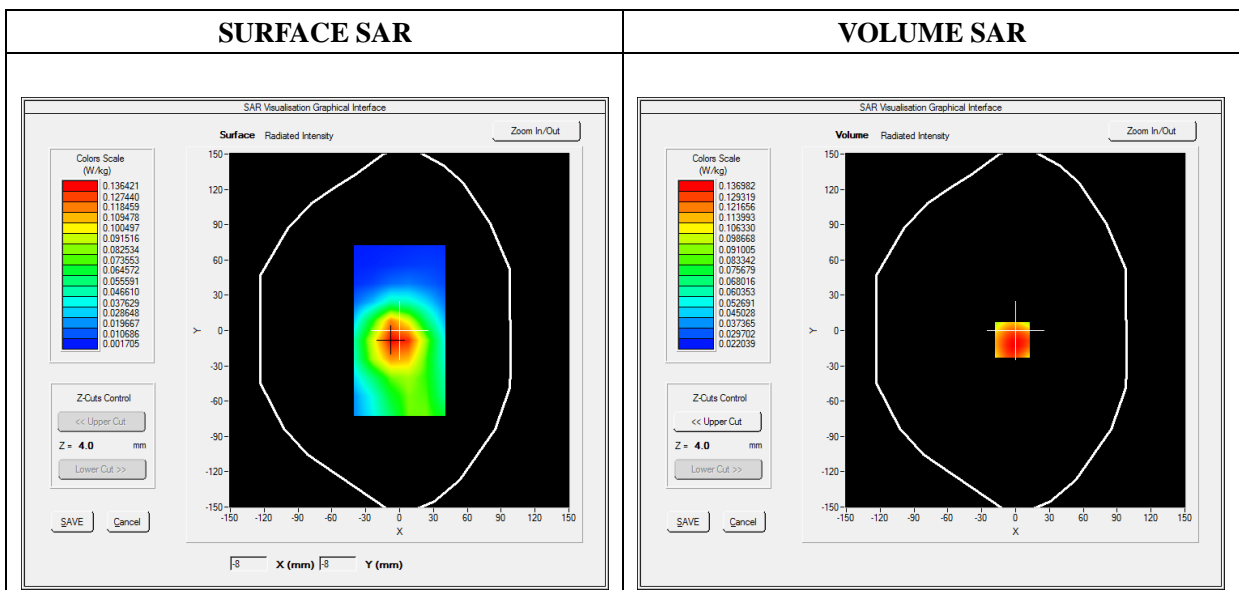 SURFACE SAR
VOLUME SAR
SAR Visualisation Graphical Interface
Surface Radiated Intensity
Zoom In/Out
Colors Scale
(W/kg)
0.136421
0.127440
0.118459
0.109478
0.100497
0.091516
0.082534
0.073553
0.064572
0.055591
0.046610
0.037629
0.028648
0.019667
0.010686
0.001705
150
120
90
60
30
0
-30
-60
-90
-120
-150
Y
-150 -120 -90 -60 -30 0 30 60 90 120 150
X
Z-Cuts Control
<< Upper Cut
Z = 4.0 mm
Lower Cut >>
SAVE Cancel
-8 X (mm) -8 Y (mm)
SAR Visualisation Graphical Interface
Volume Radiated Intensity
Zoom In/Out
Colors Scale
(W/kg)
0.136982
0.129319
0.121656
0.113993
0.106330
0.098668
0.091005
0.083342
0.075679
0.068016
0.060353
0.052691
0.045028
0.037365
0.029702
0.022039
150
120
90
60
30
0
-30
-60
-90
-120
-150
Y
-150 -120 -90 -60 -30 0 30 60 90 120 150
X
Z-Cuts Control
<< Upper Cut
Z = 4.0 mm
Lower Cut >>
SAVE Cancel